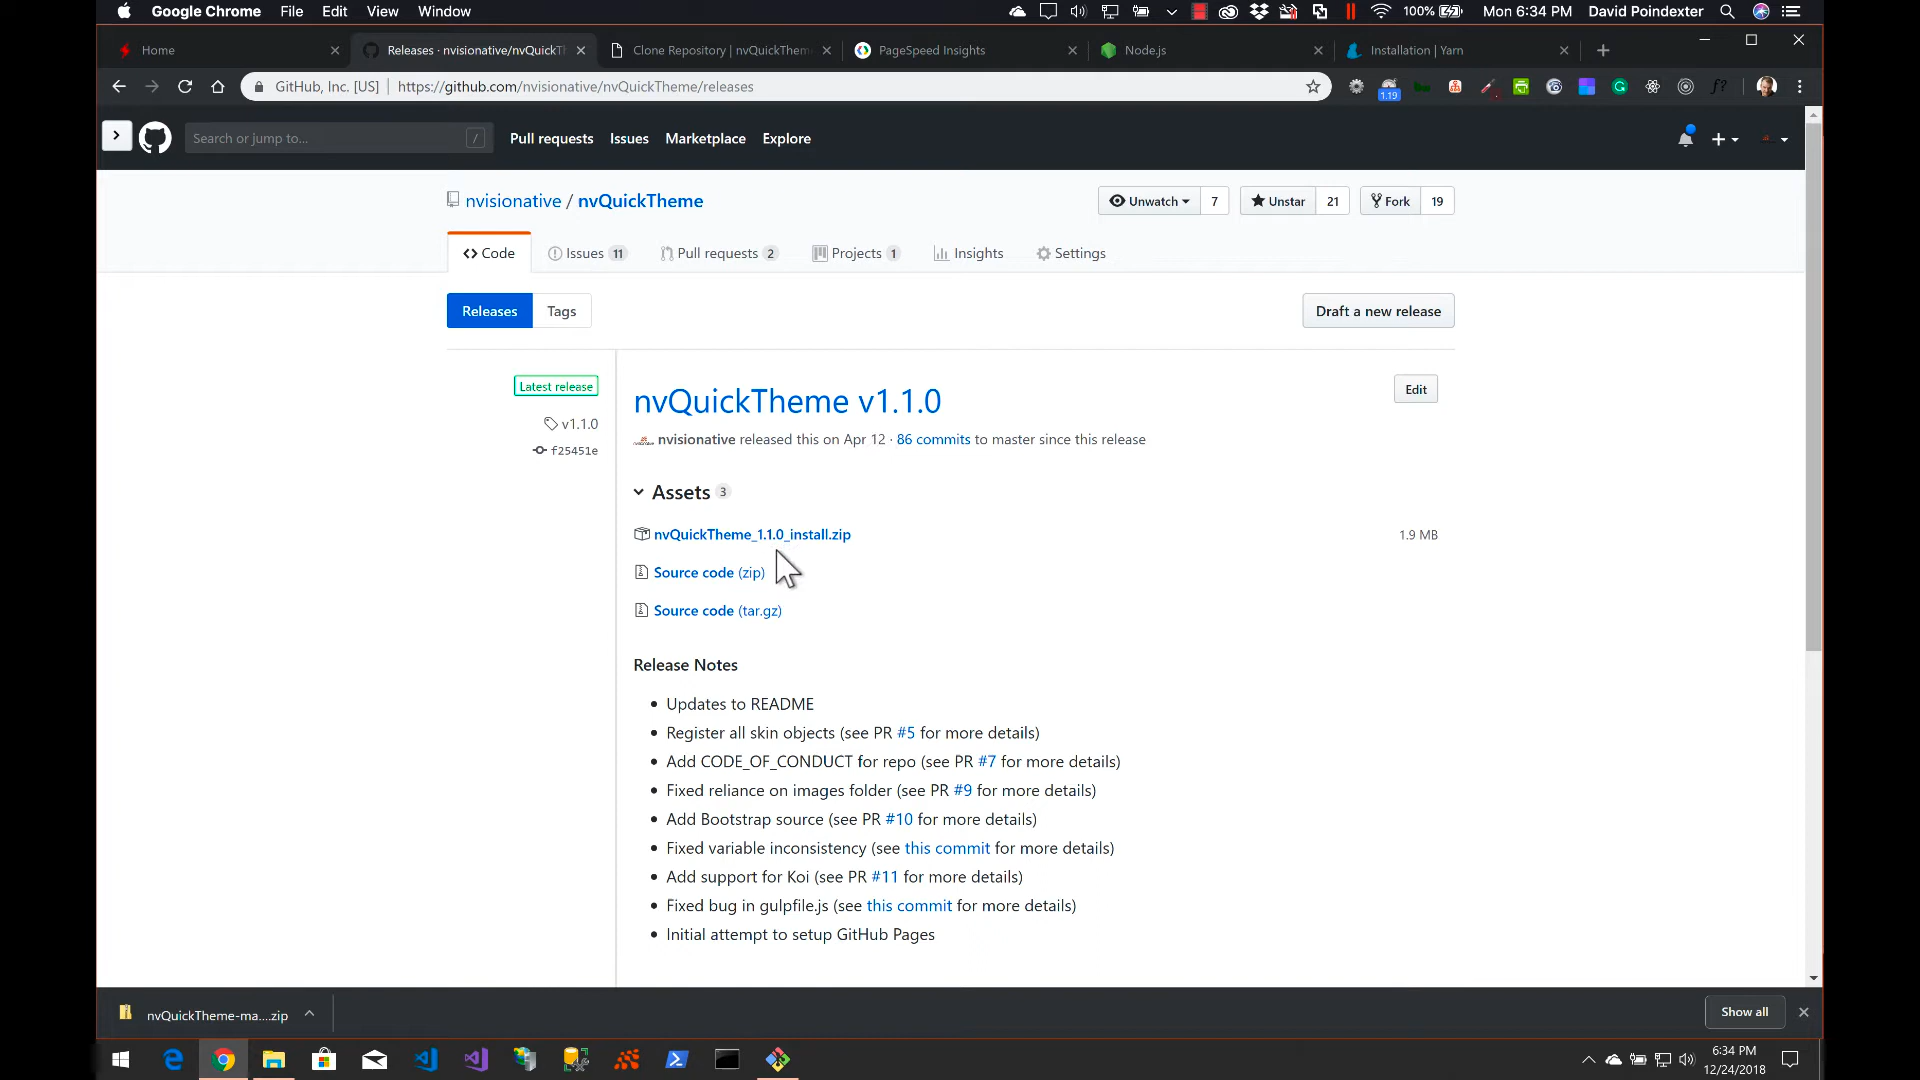 Google Chrome File Edit View Window 100% Mon 6:34 PM David Poindexter
Home Releases · nvisionative/nvQuickT Clone Repository | nvQuickThem PageSpeed Insights Node.js Installation | Yarn
GitHub, Inc. [US] https://github.com/nvisionative/nvQuickTheme/releases 1.19 f?
Search or jump to... / Pull requests Issues Marketplace Explore
nvisionative / nvQuickTheme Unwatch 7 Unstar 21 Fork 19
Code Issues 11 Pull requests 2 Projects 1 Insights Settings
Releases Tags Draft a new release
Latest release
v1.1.0
f25451e
nvQuickTheme v1.1.0 Edit
nvisionative released this on Apr 12 · 86 commits to master since this release
Assets 3
nvQuickTheme_1.1.0_install.zip 1.9 MB
Source code (zip)
Source code (tar.gz)
Release Notes
• Updates to README
• Register all skin objects (see PR #5 for more details)
• Add CODE_OF_CONDUCT for repo (see PR #7 for more details)
• Fixed reliance on images folder (see PR #9 for more details)
• Add Bootstrap source (see PR #10 for more details)
• Fixed variable inconsistency (see this commit for more details)
• Add support for Koi (see PR #11 for more details)
• Fixed bug in gulpfile.js (see this commit for more details)
• Initial attempt to setup GitHub Pages
nvQuickTheme-ma....zip Show all
6:34 PM
12/24/2018